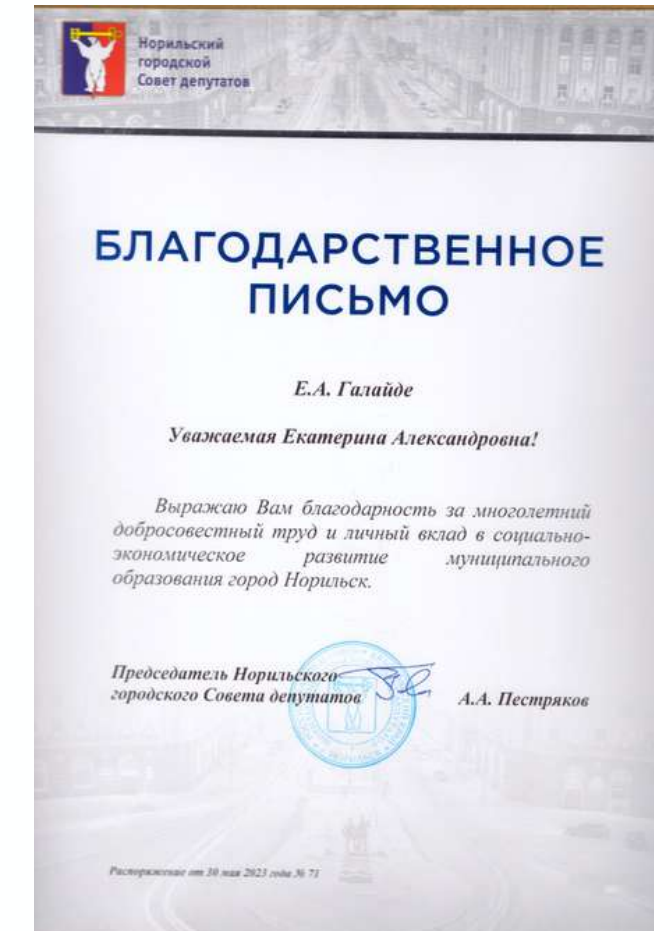 Норильский
городской
Совет депутатов
БЛАГОДАРСТВЕННОЕ
ПИСЬМО
Е.А. Галайде
Уважаемая Екатерина Александровна!
Выражаю Вам благодарность за многолетний
добросовестный труд и личный вклад в социально-
экономическое развитие муниципального
образования город Норильск.
Председатель Норильского
городского Совета депутатов
А.А. Пестряков
Распоряжение от 30 мая 2023 года № 71